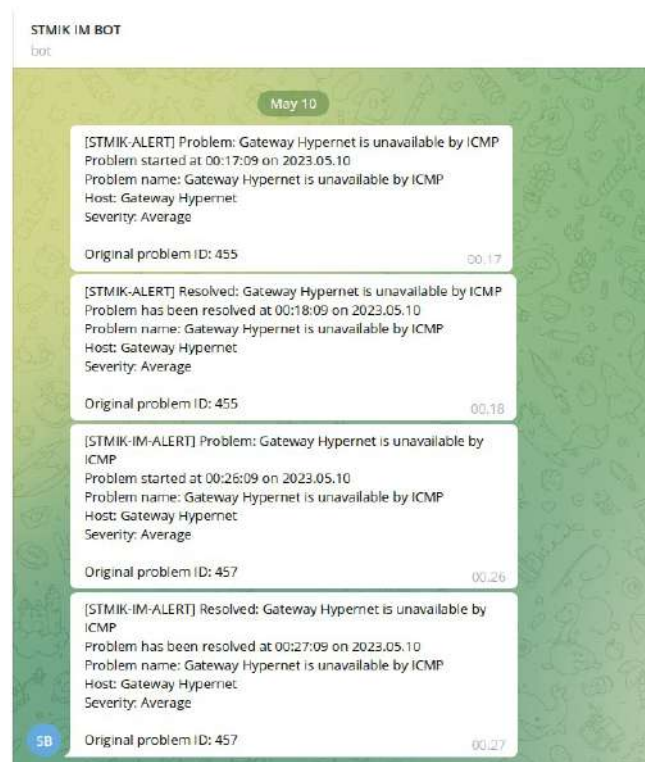 STMIK IM BOT
bot
May 10
[STMIK-ALERT] Problem: Gateway Hypernet is unavailable by ICMP
Problem started at 00:17:09 on 2023.05.10
Problem name: Gateway Hypernet is unavailable by ICMP
Host: Gateway Hypernet
Severity: Average
Original problem ID: 455
00.17
[STMIK-ALERT] Resolved: Gateway Hypernet is unavailable by ICMP
Problem has been resolved at 00:18:09 on 2023.05.10
Problem name: Gateway Hypernet is unavailable by ICMP
Host: Gateway Hypernet
Severity: Average
Original problem ID: 455
00.18
[STMIK-IM-ALERT] Problem: Gateway Hypernet is unavailable by
ICMP
Problem started at 00:26:09 on 2023.05.10
Problem name: Gateway Hypernet is unavailable by ICMP
Host: Gateway Hypernet
Severity: Average
Original problem ID: 457
00.26
[STMIK-IM-ALERT] Resolved: Gateway Hypernet is unavailable by
ICMP
Problem has been resolved at 00:27:09 on 2023.05.10
Problem name: Gateway Hypernet is unavailable by ICMP
Host: Gateway Hypernet
Severity: Average
Original problem ID: 457
00.27
SB